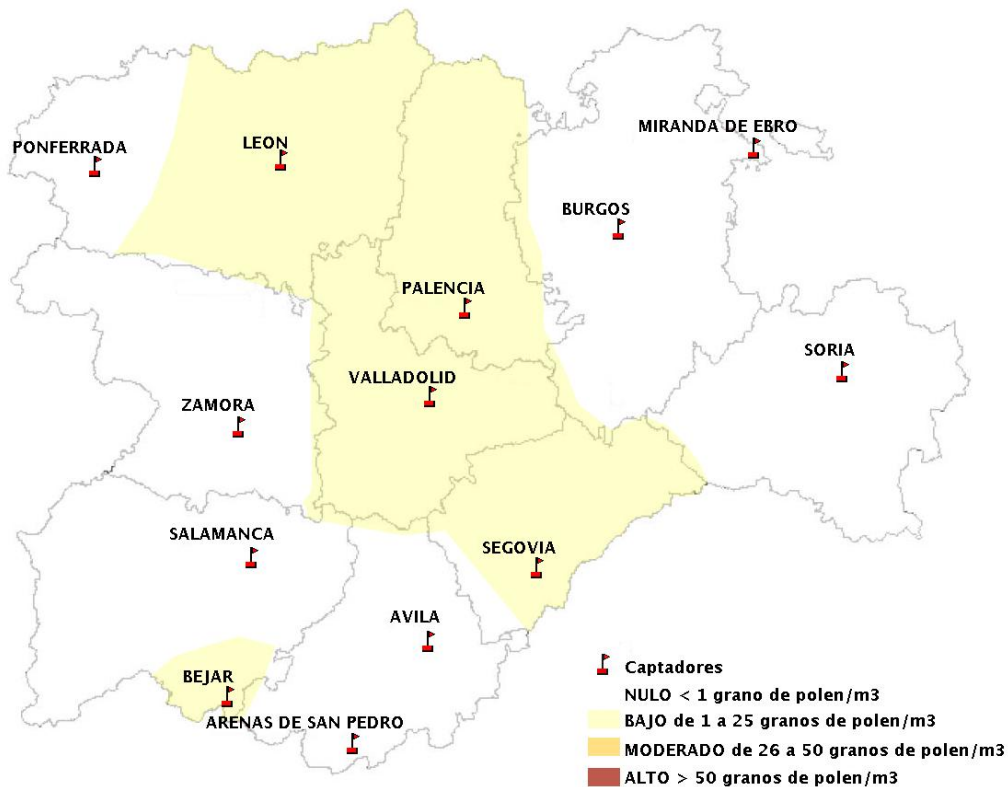 MIRANDA DE EBRO
PONFERRADA
LEON
BURGOS
PALENCIA
SORIA
VALLADOLID
ZAMORA
SALAMANCA
SEGOVIA
AVILA
BEJAR
ARENAS DE SAN PEDRO
Captadores
NULO < 1 grano de polen/m3
BAJO de 1 a 25 granos de polen/m3
MODERADO de 26 a 50 granos de polen/m3
ALTO > 50 granos de polen/m3